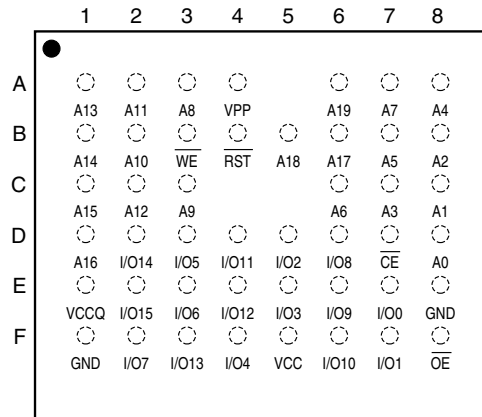 1 2 3 4 5 6 7 8
A
A13 A11 A8 VPP A19 A7 A4
B
A14 A10 WE RST A18 A17 A5 A2
C
A15 A12 A9 A6 A3 A1
D
A16 I/O14 I/O5 I/O11 I/O2 I/O8 CE A0
E
VCCQ I/O15 I/O6 I/O12 I/O3 I/O9 I/O0 GND
F
GND I/O7 I/O13 I/O4 VCC I/O10 I/O1 OE